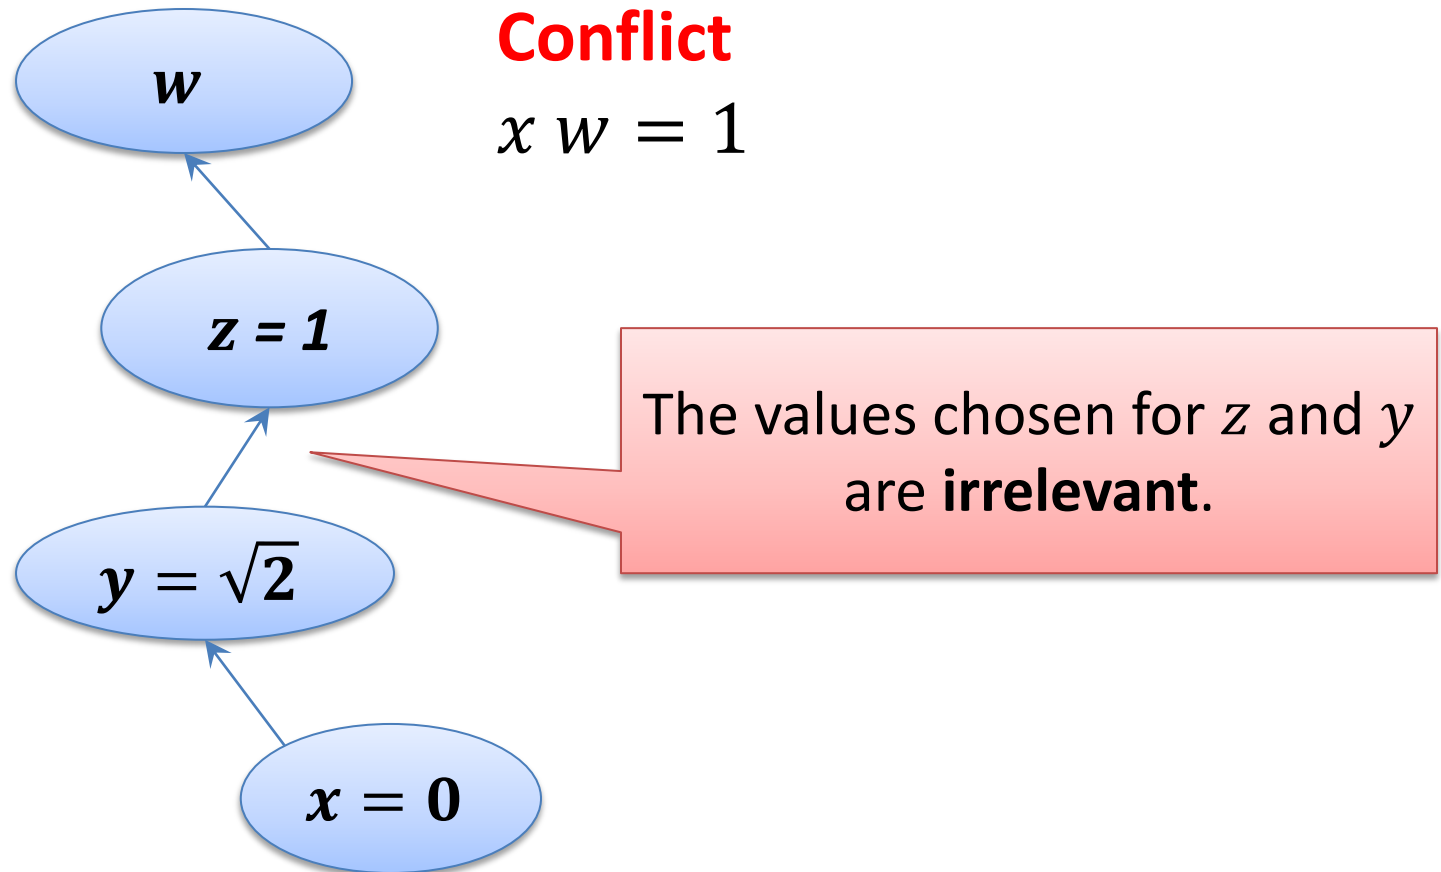 w
Conflict
x w = 1
z = 1
The values chosen for z and y
are irrelevant.
y = √2
x = 0